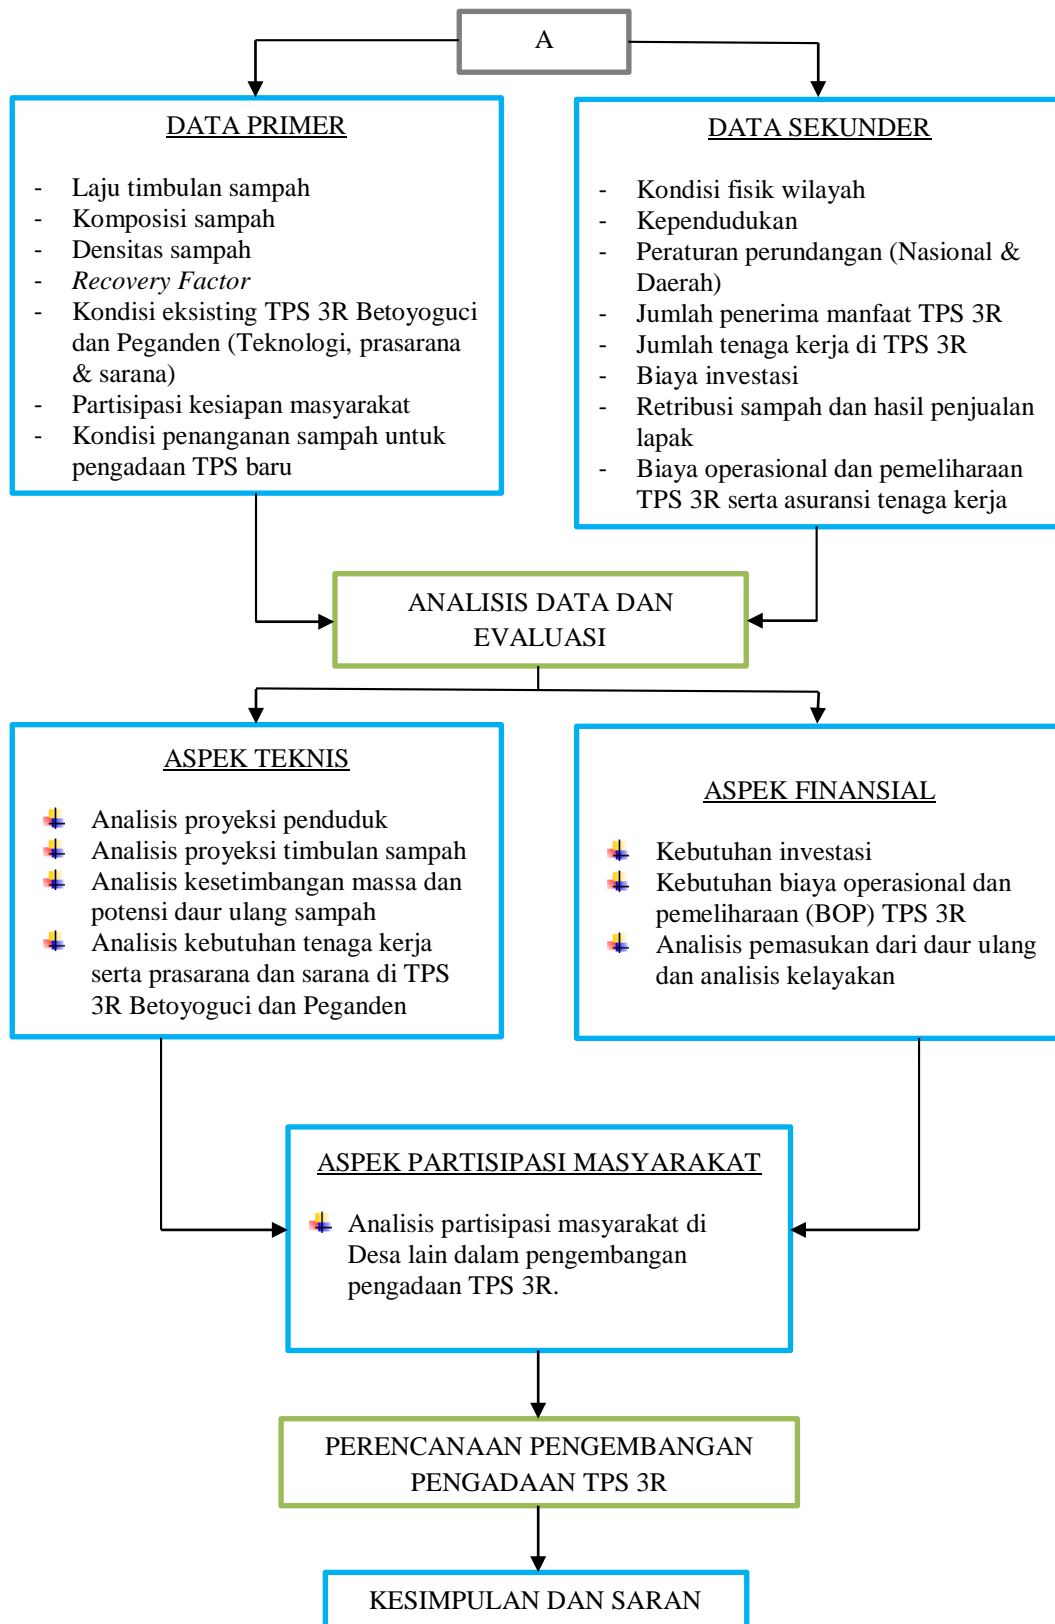 A
DATA PRIMER
- Laju timbulan sampah
- Komposisi sampah
- Densitas sampah
- Recovery Factor
- Kondisi eksisting TPS 3R Betoyoguci
dan Peganden (Teknologi, prasarana
& sarana)
- Partisipasi kesiapan masyarakat
- Kondisi penanganan sampah untuk
pengadaan TPS baru
DATA SEKUNDER
- Kondisi fisik wilayah
- Kependudukan
- Peraturan perundangan (Nasional &
Daerah)
- Jumlah penerima manfaat TPS 3R
- Jumlah tenaga kerja di TPS 3R
- Biaya investasi
- Retribusi sampah dan hasil penjualan
lapak
- Biaya operasional dan pemeliharaan
TPS 3R serta asuransi tenaga kerja
ANALISIS DATA DAN
EVALUASI
ASPEK TEKNIS
Analisis proyeksi penduduk
Analisis proyeksi timbulan sampah
Analisis kesetimbangan massa dan
potensi daur ulang sampah
Analisis kebutuhan tenaga kerja
serta prasarana dan sarana di TPS
3R Betoyoguci dan Peganden
ASPEK FINANSIAL
Kebutuhan investasi
Kebutuhan biaya operasional dan
pemeliharaan (BOP) TPS 3R
Analisis pemasukan dari daur ulang
dan analisis kelayakan
ASPEK PARTISIPASI MASYARAKAT
Analisis partisipasi masyarakat di
Desa lain dalam pengembangan
pengadaan TPS 3R.
PERENCANAAN PENGEMBANGAN
PENGADAAN TPS 3R
KESIMPULAN DAN SARAN